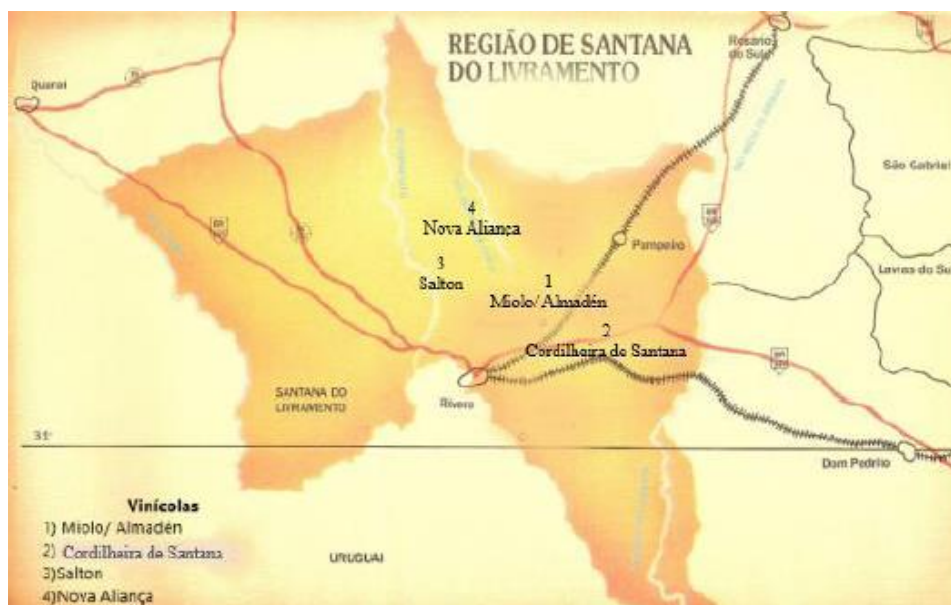 REGIÃO DE SANTANA
DO LIVRAMENTO
Rosario
do Sul
Quaraí
São Gabriel
4
Nova Aliança
Pampeiro
3
Salton
1
Miolo/ Almadén
Lavras do Su
2
Cordilheira de Santana
SANTANA DO
LIVRAMENTO
Rivera
31°
Dom Pedrito
Vinícolas
1) Miolo/ Almadén
2) Cordilheira de Santana
3)Salton
4)Nova Aliança
URUGUAI